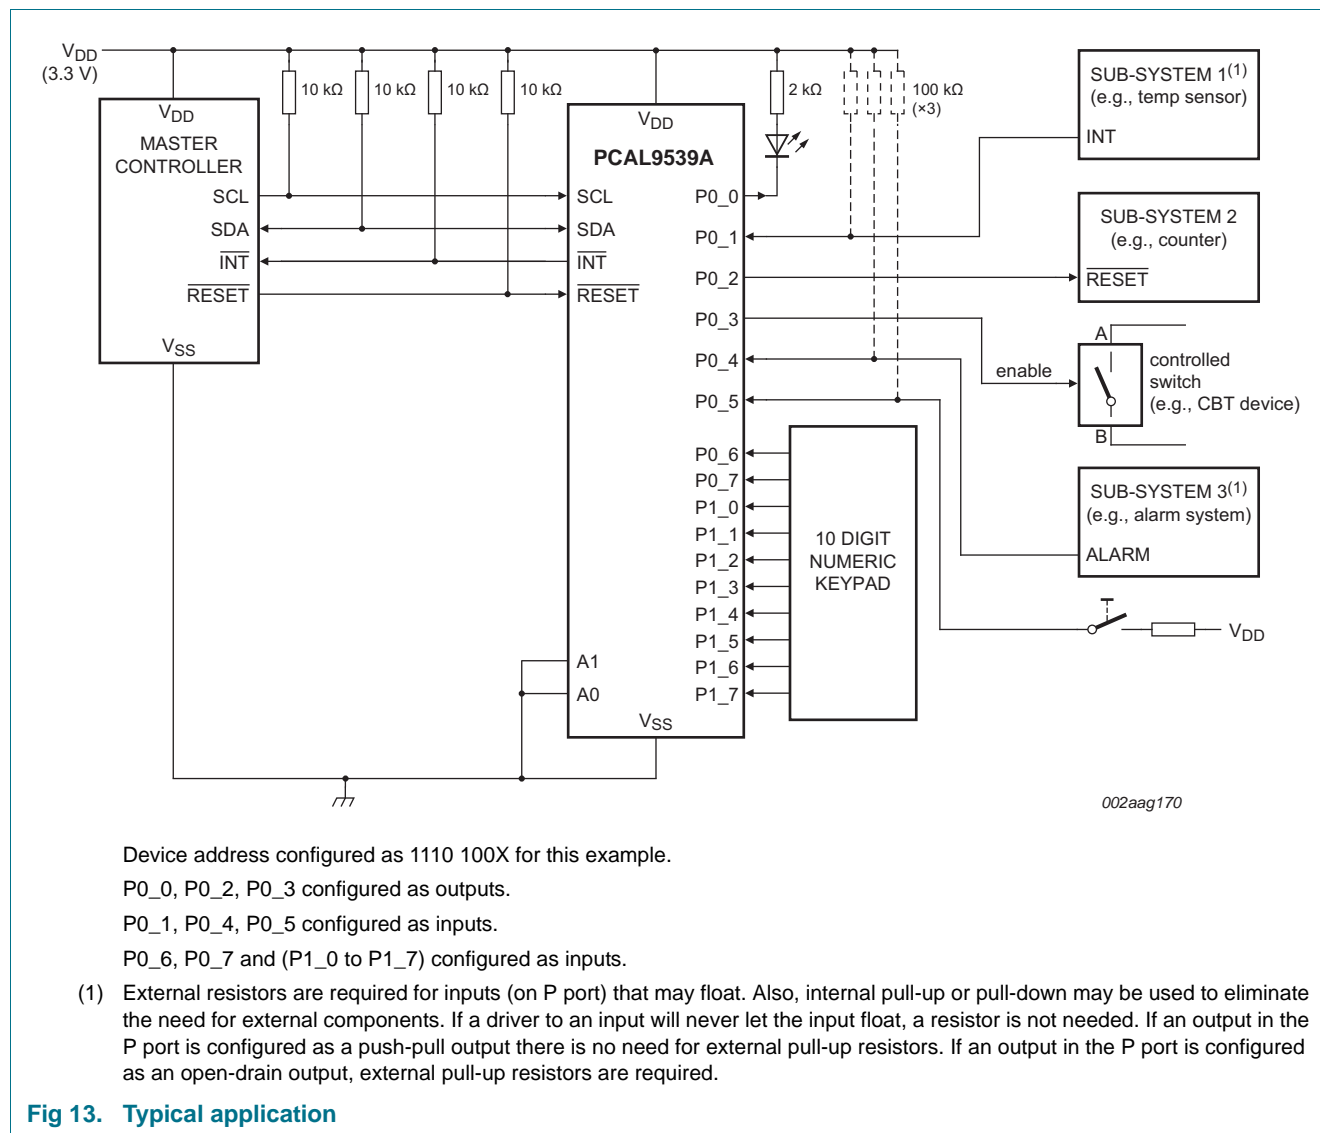 VDD
(3.3 V)
10 kΩ
10 kΩ
10 kΩ
10 kΩ
2 kΩ
100 kΩ
(×3)
VDD
MASTER
CONTROLLER
SCL
SDA
INT
RESET
VSS
VDD
PCAL9539A
SCL
SDA
INT
RESET
A1
A0
VSS
P0_0
P0_1
P0_2
P0_3
P0_4
P0_5
P0_6
P0_7
P1_0
P1_1
P1_2
P1_3
P1_4
P1_5
P1_6
P1_7
10 DIGIT
NUMERIC
KEYPAD
SUB-SYSTEM 1(1)
(e.g., temp sensor)
INT
SUB-SYSTEM 2
(e.g., counter)
RESET
A
enable
B
controlled
switch
(e.g., CBT device)
SUB-SYSTEM 3(1)
(e.g., alarm system)
ALARM
VDD
002aag170
Device address configured as 1110 100X for this example.
P0_0, P0_2, P0_3 configured as outputs.
P0_1, P0_4, P0_5 configured as inputs.
P0_6, P0_7 and (P1_0 to P1_7) configured as inputs.
(1) External resistors are required for inputs (on P port) that may float. Also, internal pull-up or pull-down may be used to eliminate
the need for external components. If a driver to an input will never let the input float, a resistor is not needed. If an output in the
P port is configured as a push-pull output there is no need for external pull-up resistors. If an output in the P port is configured
as an open-drain output, external pull-up resistors are required.
Fig 13. Typical application